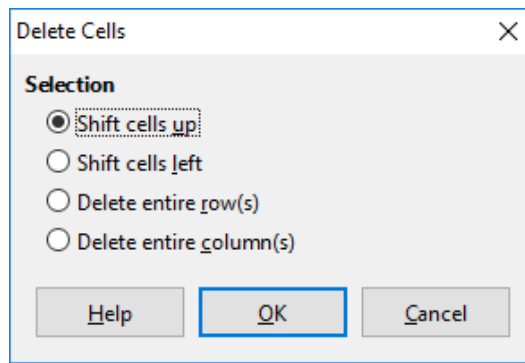 Delete Cells
Selection
Shift cells up
Shift cells left
Delete entire row(s)
Delete entire column(s)
Help OK Cancel